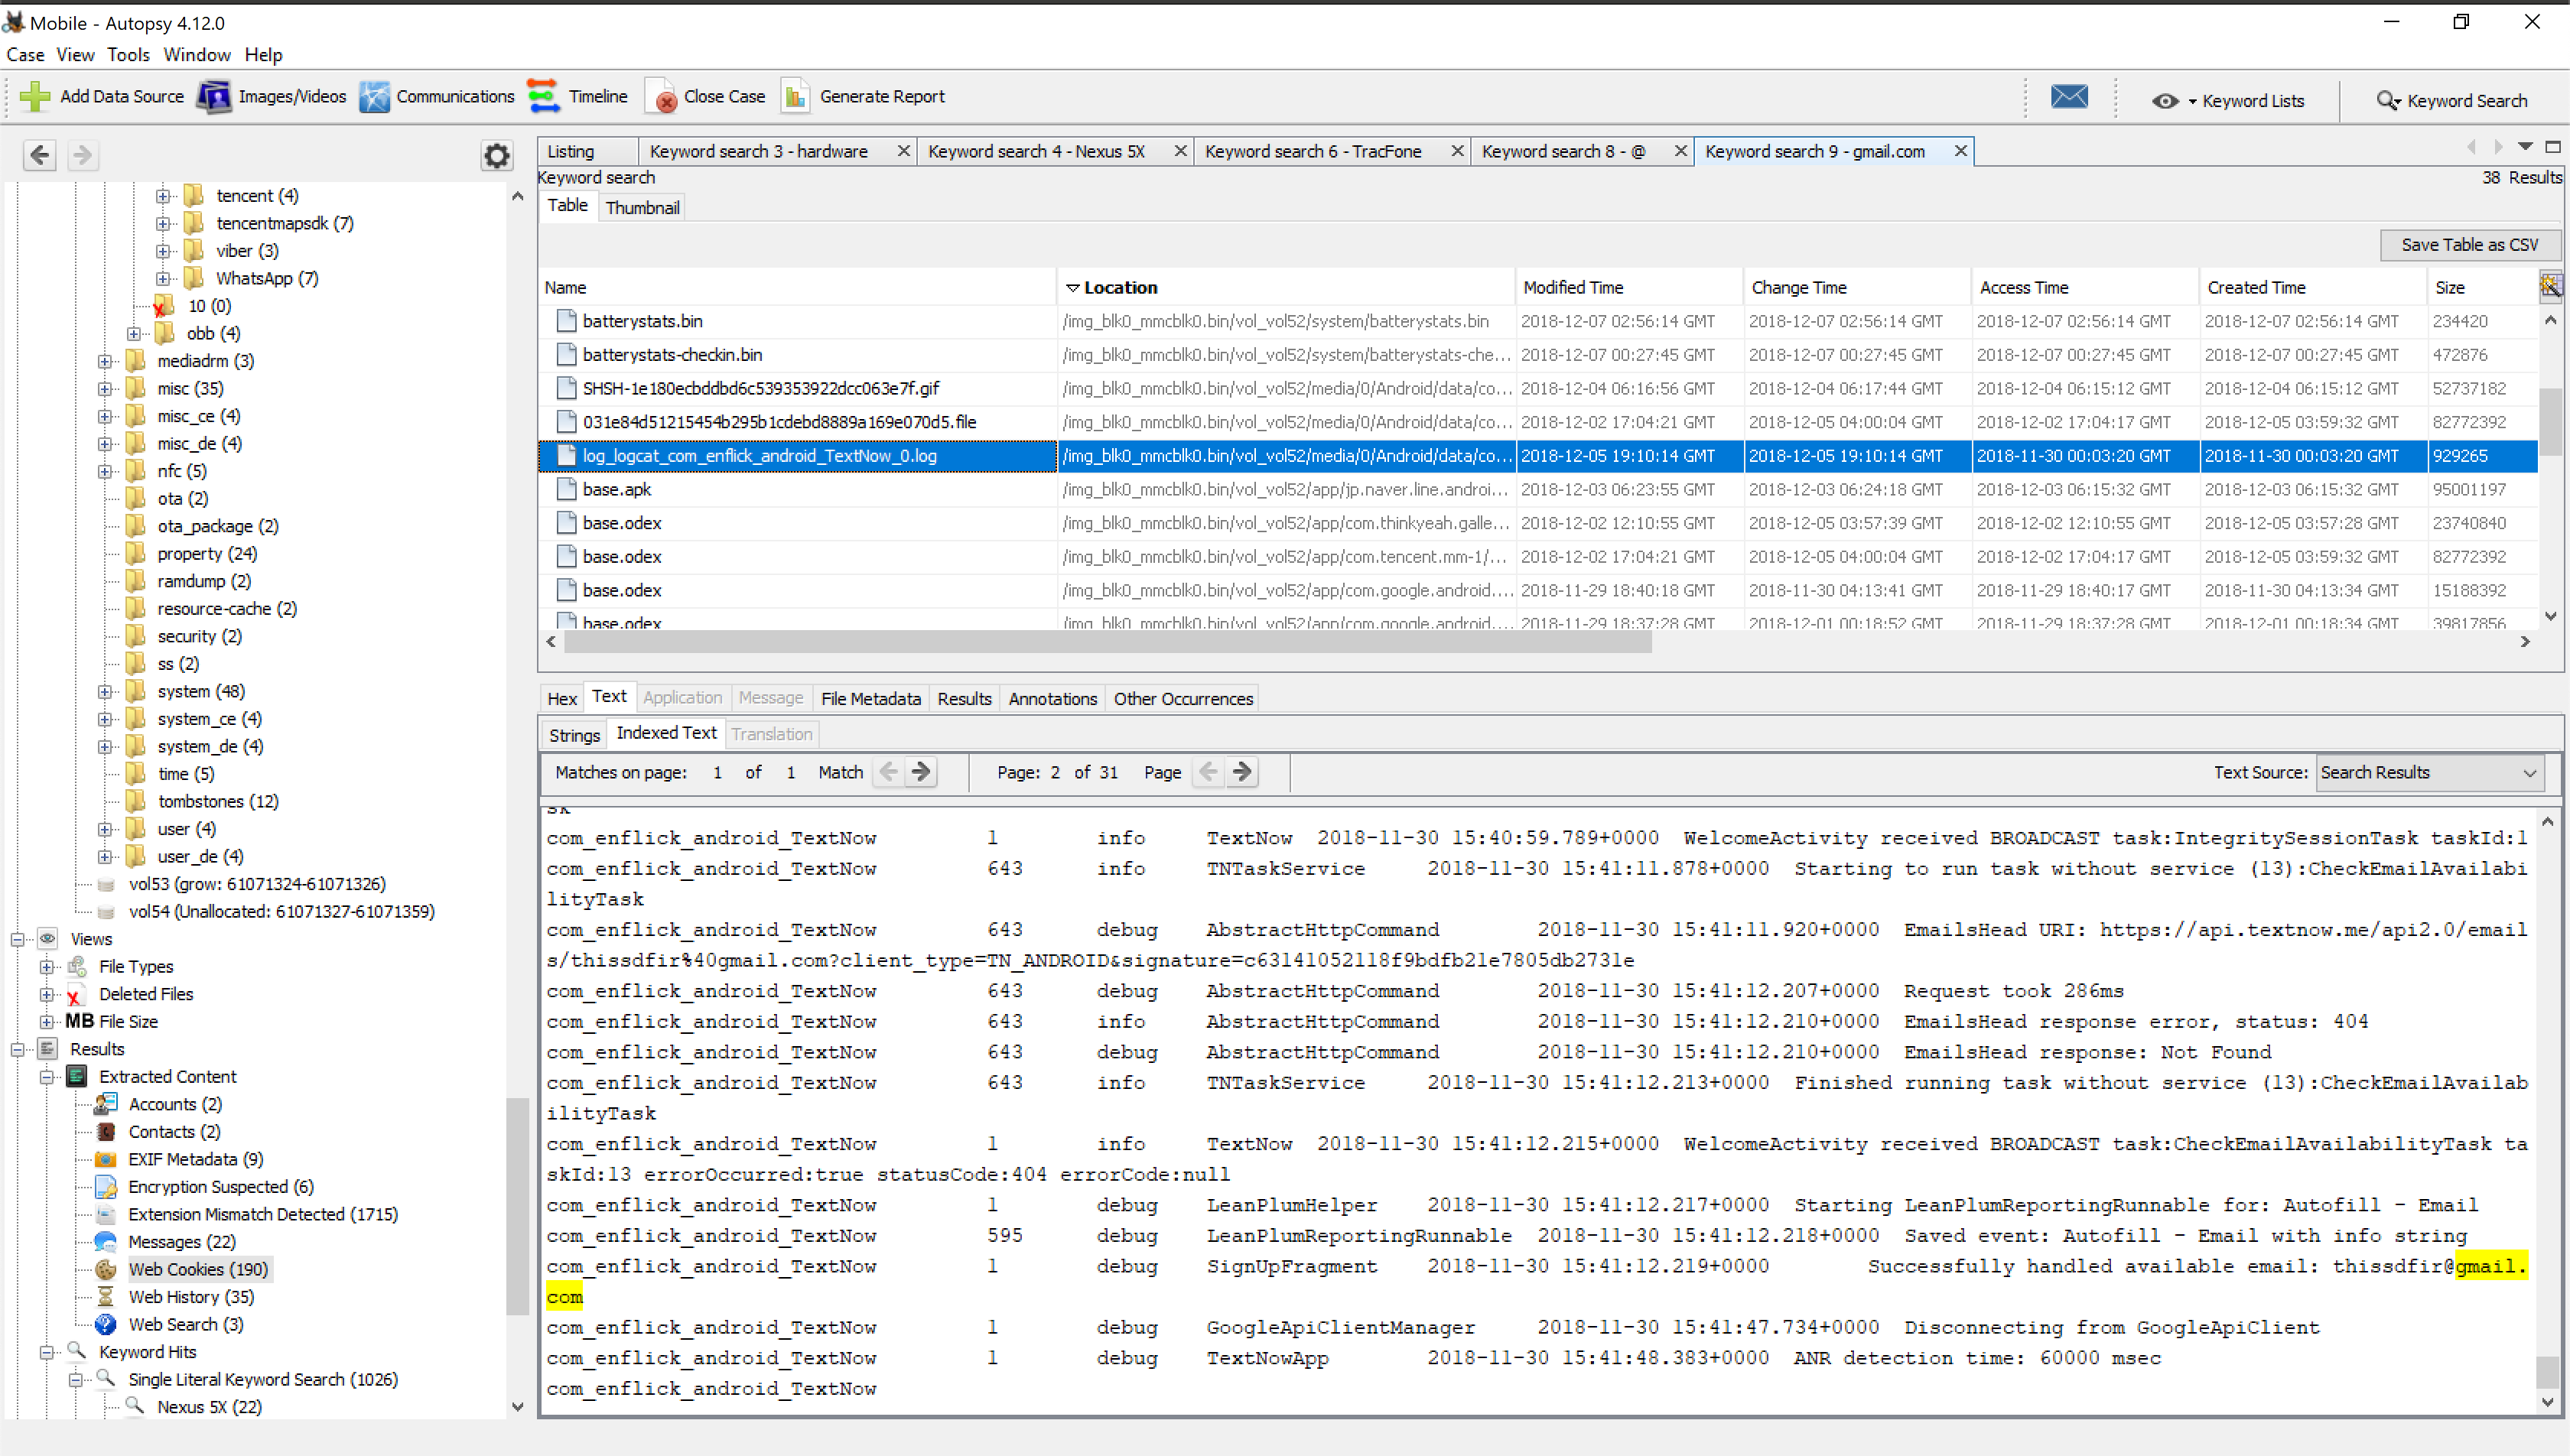 Mobile - Autopsy 4.12.0
Case View Tools Window Help
Add Data Source Images/Videos Communications Timeline Close Case Generate Report Keyword Lists Keyword Search
tencent (4)
tencentmapsdk (7)
viber (3)
WhatsApp (7)
10 (0)
obb (4)
mediadrm (3)
misc (35)
misc_ce (4)
misc_de (4)
nfc (5)
ota (2)
ota_package (2)
property (24)
ramdump (2)
resource-cache (2)
security (2)
ss (2)
system (48)
system_ce (4)
system_de (4)
time (5)
tombstones (12)
user (4)
user_de (4)
vol53 (grow: 61071324-61071326)
vol54 (Unallocated: 61071327-61071359)
Views
File Types
Deleted Files
MB File Size
Results
Extracted Content
Accounts (2)
Contacts (2)
EXIF Metadata (9)
Encryption Suspected (6)
Extension Mismatch Detected (1715)
Messages (22)
Web Cookies (190)
Web History (35)
Web Search (3)
Keyword Hits
Single Literal Keyword Search (1026)
Nexus 5X (22)
Listing Keyword search 3 - hardware Keyword search 4 - Nexus 5X Keyword search 6 - TracFone Keyword search 8 - @ Keyword search 9 - gmail.com
Keyword search 38 Results
Table Thumbnail
Save Table as CSV
Name Location Modified Time Change Time Access Time Created Time Size
batterystats.bin /img_blk0_mmcblk0.bin/vol_vol52/system/batterystats.bin 2018-12-07 02:56:14 GMT 2018-12-07 02:56:14 GMT 2018-12-07 02:56:14 GMT 2018-12-07 02:56:14 GMT 234420
batterystats-checkin.bin /img_blk0_mmcblk0.bin/vol_vol52/system/batterystats-che... 2018-12-07 00:27:45 GMT 2018-12-07 00:27:45 GMT 2018-12-07 00:27:45 GMT 2018-12-07 00:27:45 GMT 472876
SHSH-1e180ecbddbd6c539353922dcc063e7f.gif /img_blk0_mmcblk0.bin/vol_vol52/media/0/Android/data/co... 2018-12-04 06:16:56 GMT 2018-12-04 06:17:44 GMT 2018-12-04 06:15:12 GMT 2018-12-04 06:15:12 GMT 52737182
031e84d51215454b295b1cdebd8889a169e070d5.file /img_blk0_mmcblk0.bin/vol_vol52/media/0/Android/data/co... 2018-12-02 17:04:21 GMT 2018-12-05 04:00:04 GMT 2018-12-02 17:04:17 GMT 2018-12-05 03:59:32 GMT 82772392
log_logcat_com_enflick_android_TextNow_0.log /img_blk0_mmcblk0.bin/vol_vol52/media/0/Android/data/co... 2018-12-05 19:10:14 GMT 2018-12-05 19:10:14 GMT 2018-11-30 00:03:20 GMT 2018-11-30 00:03:20 GMT 929265
base.apk /img_blk0_mmcblk0.bin/vol_vol52/app/jp.naver.line.androi... 2018-12-03 06:23:55 GMT 2018-12-03 06:24:18 GMT 2018-12-03 06:15:32 GMT 2018-12-03 06:15:32 GMT 95001197
base.odex /img_blk0_mmcblk0.bin/vol_vol52/app/com.thinkyeah.galle... 2018-12-02 12:10:55 GMT 2018-12-05 03:57:39 GMT 2018-12-02 12:10:55 GMT 2018-12-05 03:57:28 GMT 23740840
base.odex /img_blk0_mmcblk0.bin/vol_vol52/app/com.tencent.mm-1/... 2018-12-02 17:04:21 GMT 2018-12-05 04:00:04 GMT 2018-12-02 17:04:17 GMT 2018-12-05 03:59:32 GMT 82772392
base.odex /img_blk0_mmcblk0.bin/vol_vol52/app/com.google.android.... 2018-11-29 18:40:18 GMT 2018-11-30 04:13:41 GMT 2018-11-29 18:40:17 GMT 2018-11-30 04:13:34 GMT 15188392
base.odex /img_blk0_mmcblk0.bin/vol_vol52/app/com.google.android.... 2018-11-29 18:37:28 GMT 2018-12-01 00:18:52 GMT 2018-11-29 18:37:28 GMT 2018-12-01 00:18:34 GMT 39817856
Hex Text Application Message File Metadata Results Annotations Other Occurrences
Strings Indexed Text Translation
Matches on page: 1 of 1 Match Page: 2 of 31 Page Text Source: Search Results
sk
com_enflick_android_TextNow 1 info TextNow 2018-11-30 15:40:59.789+0000 WelcomeActivity received BROADCAST task:IntegritySessionTask taskId:1
com_enflick_android_TextNow 643 info TNTaskService 2018-11-30 15:41:11.878+0000 Starting to run task without service (13):CheckEmailAvailabi
lityTask
com_enflick_android_TextNow 643 debug AbstractHttpCommand 2018-11-30 15:41:11.920+0000 EmailsHead URI: https://api.textnow.me/api2.0/email
s/thissdfir%40gmail.com?client_type=TN_ANDROID&signature=c63141052118f9bdfb21e7805db2731e
com_enflick_android_TextNow 643 debug AbstractHttpCommand 2018-11-30 15:41:12.207+0000 Request took 286ms
com_enflick_android_TextNow 643 info AbstractHttpCommand 2018-11-30 15:41:12.210+0000 EmailsHead response error, status: 404
com_enflick_android_TextNow 643 debug AbstractHttpCommand 2018-11-30 15:41:12.210+0000 EmailsHead response: Not Found
com_enflick_android_TextNow 643 info TNTaskService 2018-11-30 15:41:12.213+0000 Finished running task without service (13):CheckEmailAvailab
ilityTask
com_enflick_android_TextNow 1 info TextNow 2018-11-30 15:41:12.215+0000 WelcomeActivity received BROADCAST task:CheckEmailAvailabilityTask ta
skId:13 errorOccurred:true statusCode:404 errorCode:null
com_enflick_android_TextNow 1 debug LeanPlumHelper 2018-11-30 15:41:12.217+0000 Starting LeanPlumReportingRunnable for: Autofill - Email
com_enflick_android_TextNow 595 debug LeanPlumReportingRunnable 2018-11-30 15:41:12.218+0000 Saved event: Autofill - Email with info string
com_enflick_android_TextNow 1 debug SignUpFragment 2018-11-30 15:41:12.219+0000 Successfully handled available email: thissdfir@gmail.
com
com_enflick_android_TextNow 1 debug GoogleApiClientManager 2018-11-30 15:41:47.734+0000 Disconnecting from GoogleApiClient
com_enflick_android_TextNow 1 debug TextNowApp 2018-11-30 15:41:48.383+0000 ANR detection time: 60000 msec
com_enflick_android_TextNow